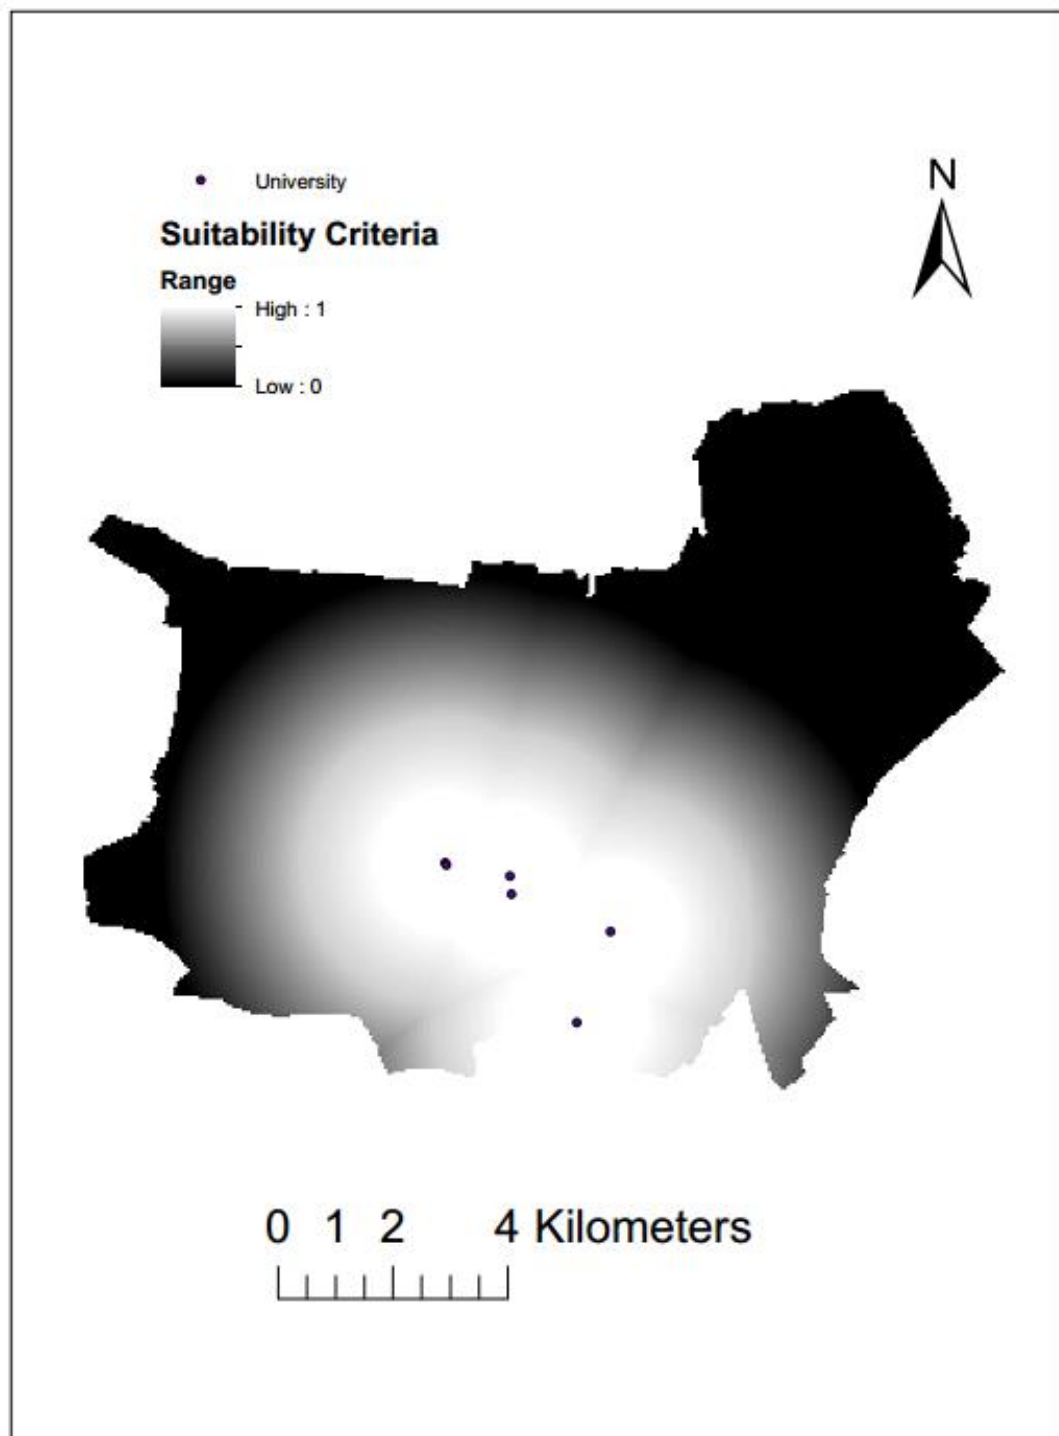 University
N
Suitability Criteria
Range
High : 1
Low : 0
0 1 2 4 Kilometers